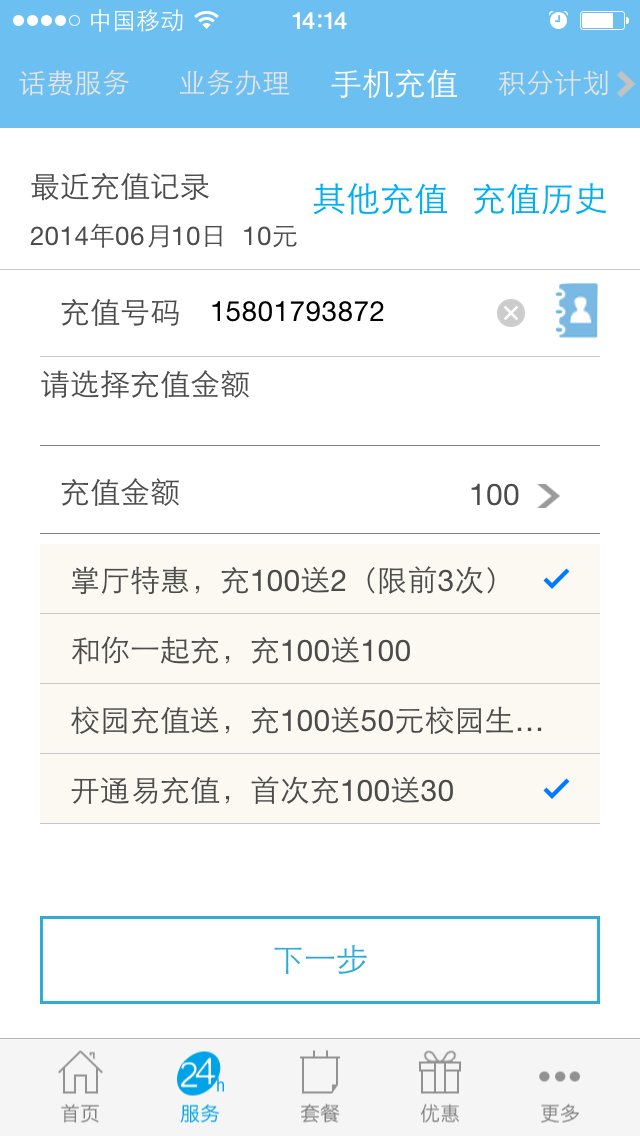 中国移动 14:14
话费服务 业务办理 手机充值 积分计划
最近充值记录
其他充值 充值历史
2014年06月10日 10元
充值号码 15801793872
请选择充值金额
充值金额 100
掌厅特惠，充100送2（限前3次）
和你一起充，充100送100
校园充值送，充100送50元校园生...
开通易充值，首次充100送30
下一步
24h
首页 服务 套餐 优惠 更多